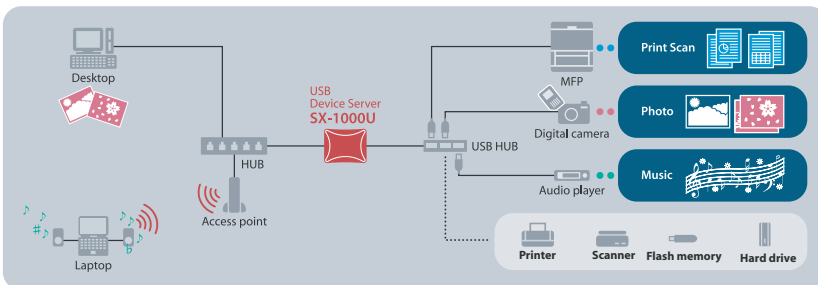 Desktop
USB
Device Server
SX-1000U
HUB
Access point
Laptop
USB HUB
MFP
Print Scan
Digital camera
Photo
Audio player
Music
Printer
Scanner
Flash memory
Hard drive